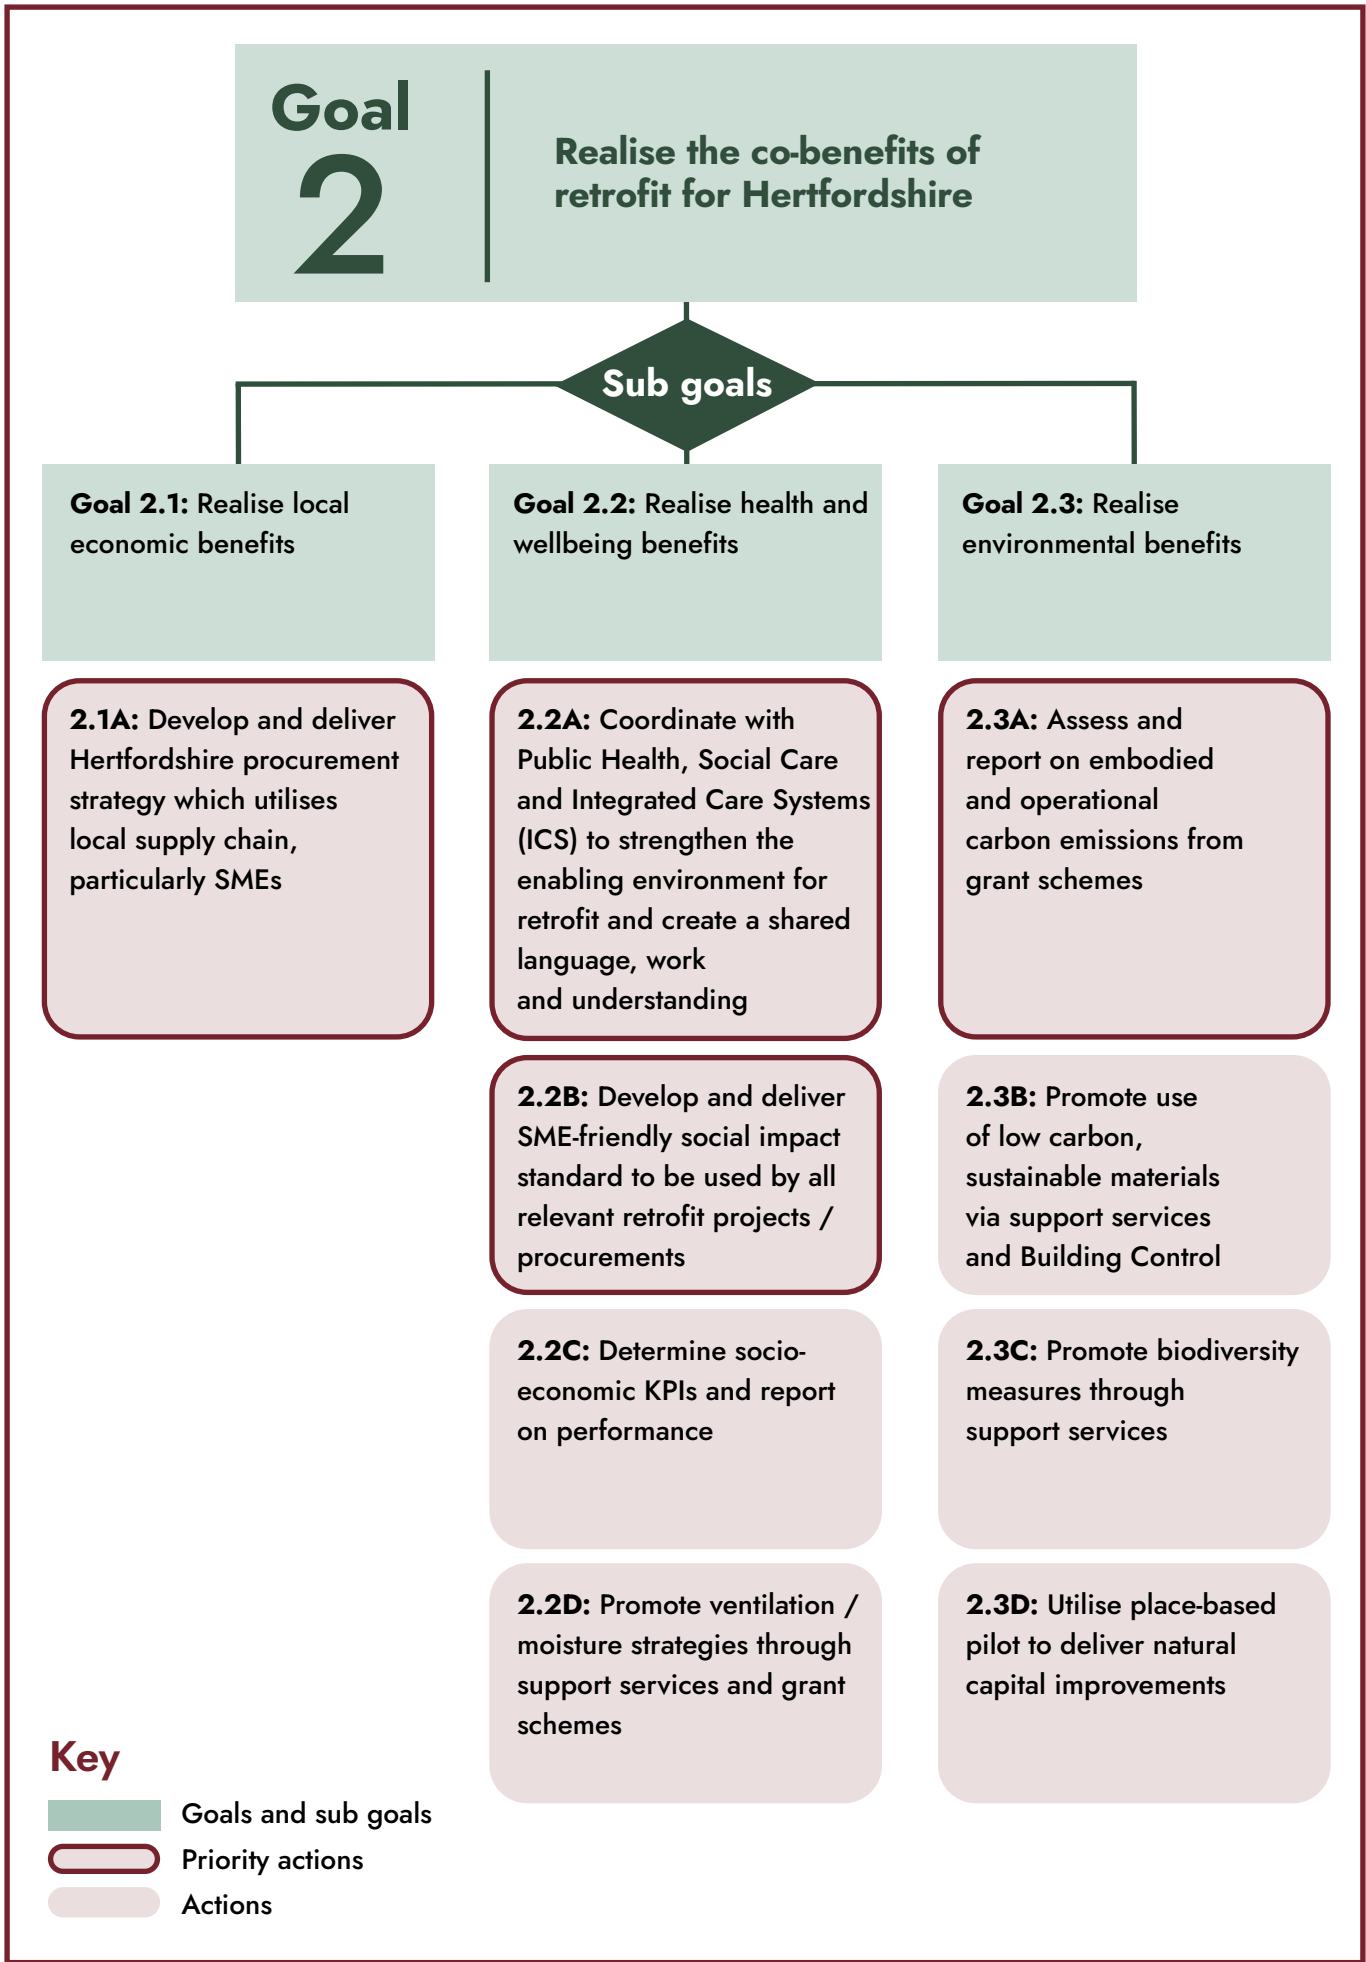 Goal
2
Realise the co-benefits of
retrofit for Hertfordshire
Sub goals
Goal 2.1: Realise local
economic benefits
Goal 2.2: Realise health and
wellbeing benefits
Goal 2.3: Realise
environmental benefits
2.1A: Develop and deliver
Hertfordshire procurement
strategy which utilises
local supply chain,
particularly SMEs
2.2A: Coordinate with
Public Health, Social Care
and Integrated Care Systems
(ICS) to strengthen the
enabling environment for
retrofit and create a shared
language, work
and understanding
2.3A: Assess and
report on embodied
and operational
carbon emissions from
grant schemes
2.2B: Develop and deliver
SME-friendly social impact
standard to be used by all
relevant retrofit projects /
procurements
2.3B: Promote use
of low carbon,
sustainable materials
via support services
and Building Control
2.2C: Determine socio-
economic KPIs and report
on performance
2.3C: Promote biodiversity
measures through
support services
2.2D: Promote ventilation /
moisture strategies through
support services and grant
schemes
2.3D: Utilise place-based
pilot to deliver natural
capital improvements
Key
Goals and sub goals
Priority actions
Actions